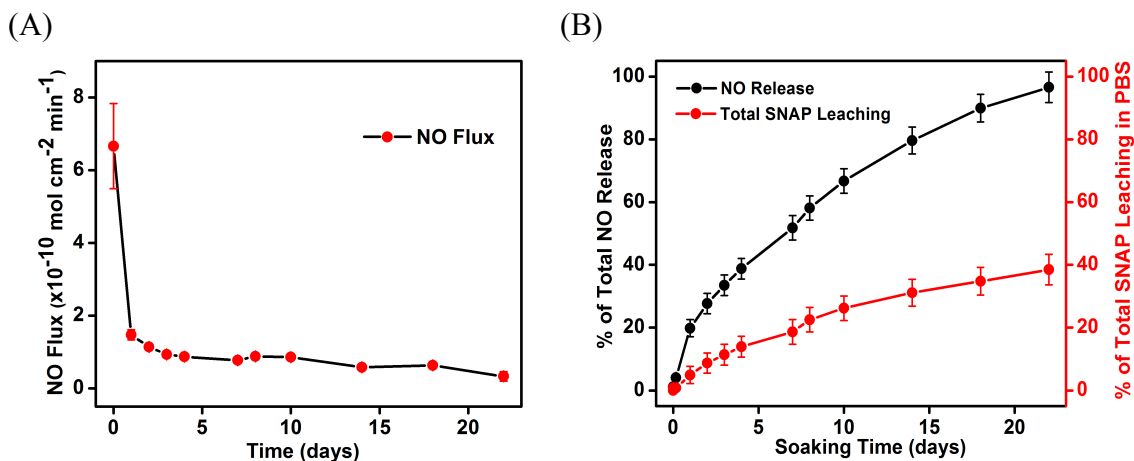 (A)
(B)
NO Flux (x10⁻¹⁰ mol cm⁻² min⁻¹)
8
6
4
2
0
NO Flux
0 5 10 15 20
Time (days)
% of Total NO Release
100
80
60
40
20
0
NO Release
Total SNAP Leaching
0 5 10 15 20
Soaking Time (days)
100
80
60
40
20
0
% of Total SNAP Leaching in PBS